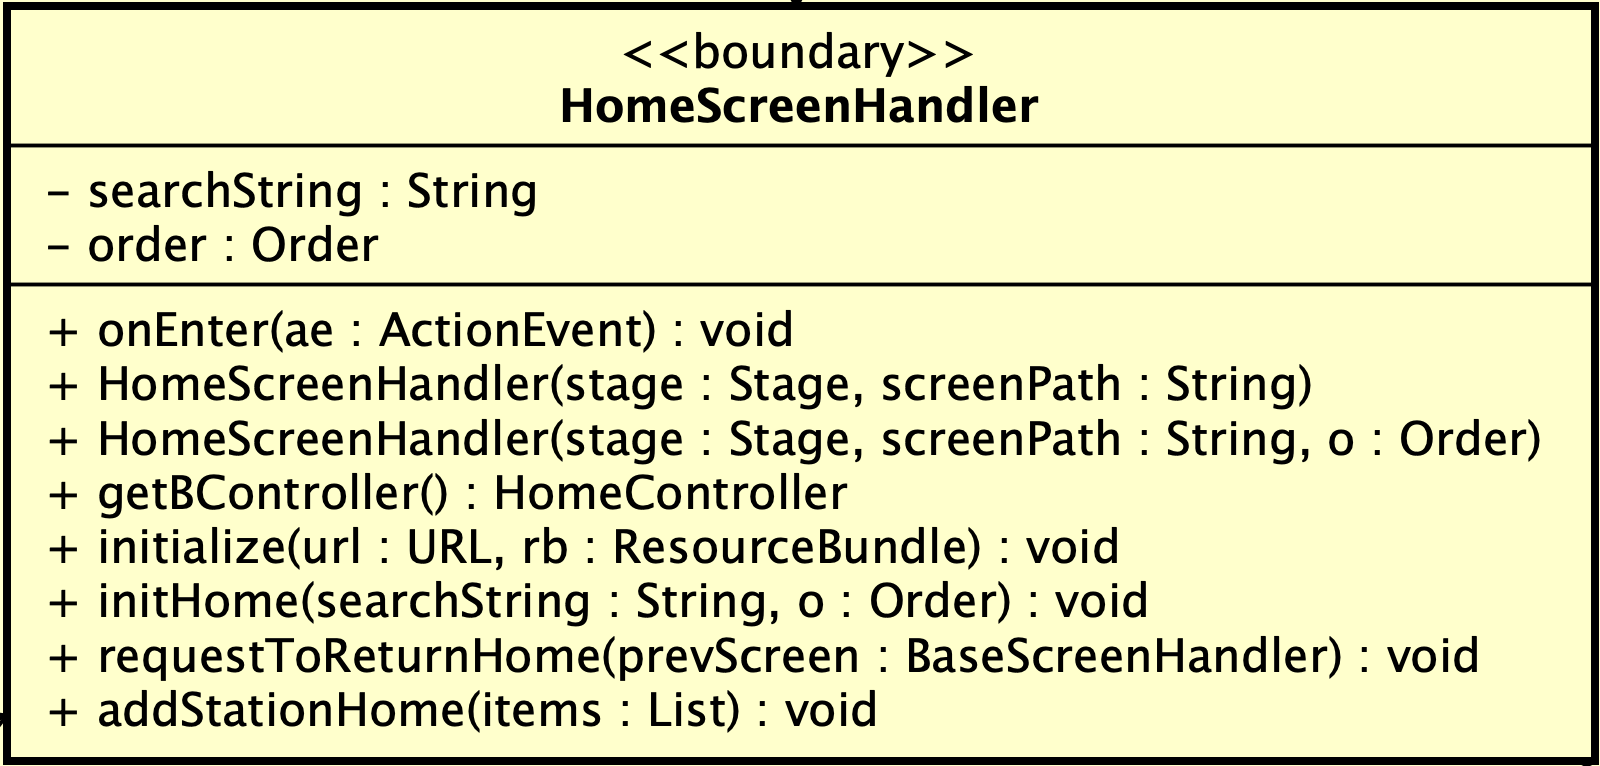 <<boundary>>
HomeScreenHandler
- searchString : String
- order : Order
+ onEnter(ae : ActionEvent) : void
+ HomeScreenHandler(stage : Stage, screenPath : String)
+ HomeScreenHandler(stage : Stage, screenPath : String, o : Order)
+ getBController() : HomeController
+ initialize(url : URL, rb : ResourceBundle) : void
+ initHome(searchString : String, o : Order) : void
+ requestToReturnHome(prevScreen : BaseScreenHandler) : void
+ addStationHome(items : List) : void